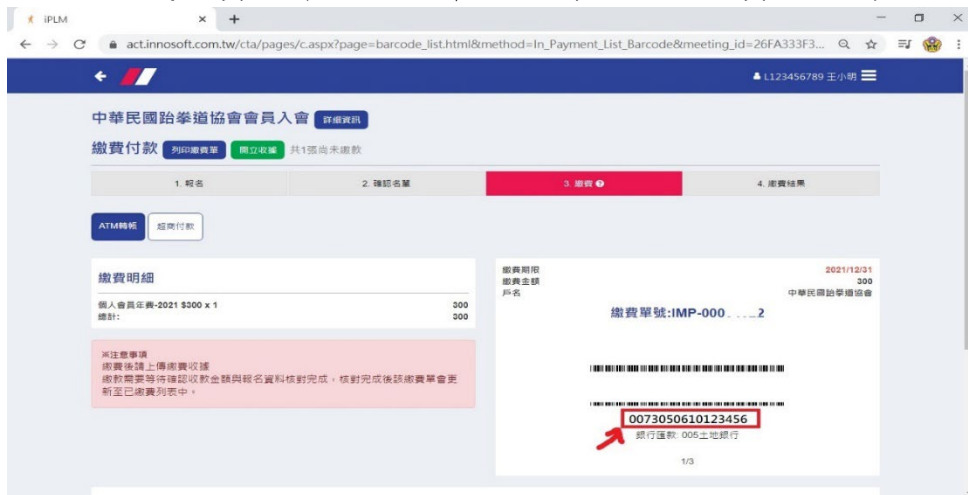 iPLM
act.innosoft.com.tw/cta/pages/c.aspx?page=barcode_list.html&method=In_Payment_List_Barcode&meeting_id=26FA333F3...
L123456789 王小明
中華民國跆拳道協會會員入會 詳細資訊
繳費付款 列印繳費單 開立收據 共1張尚未繳款
1. 報名 2. 確認名單 3. 繳費 4. 繳費結果
ATM轉帳 超商付款
繳費明細
個人會員年費-2021 $300 x 1 300
總計: 300
※注意事項
繳費後請上傳繳費收據
繳款需要等待確認收款金額與報名資料核對完成，核對完成後該繳費單會更
新至已繳費列表中。
繳費期限 2021/12/31
繳費金額 300
戶名 中華民國跆拳道協會
繳費單號:IMP-000 2
0073050610123456
銀行匯款: 005土地銀行
1/3